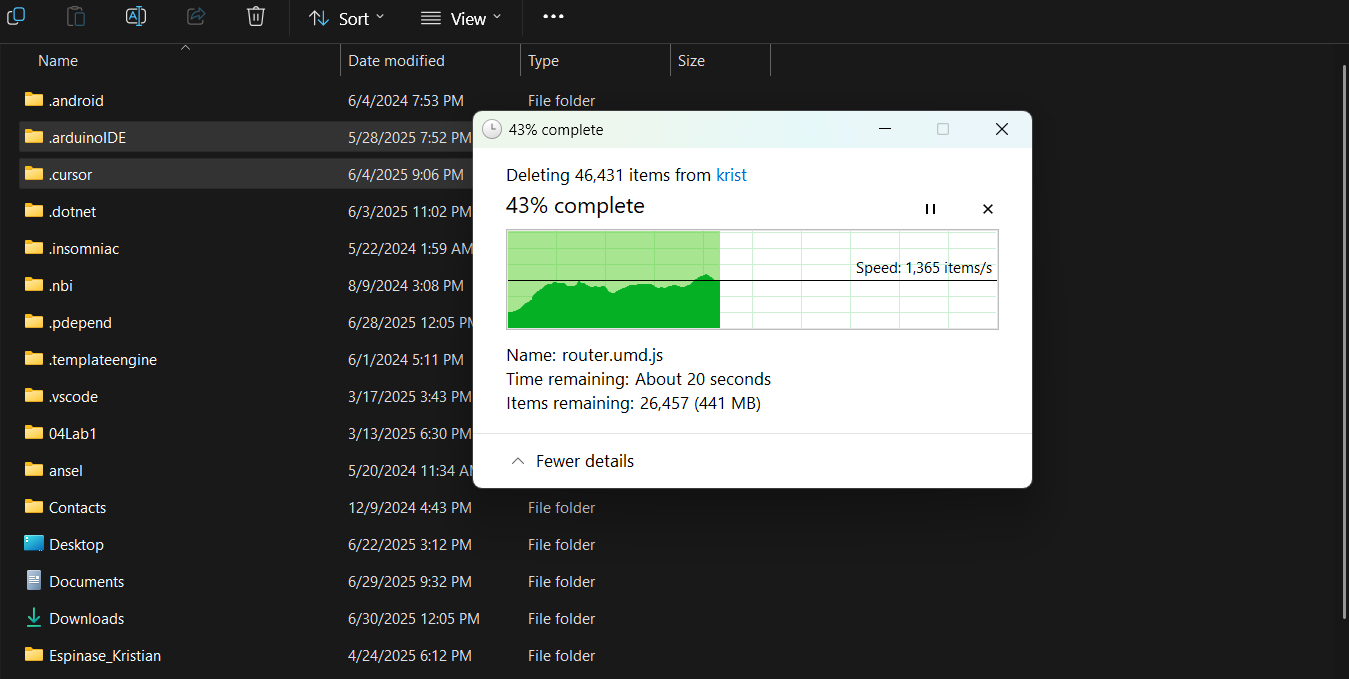 Sort View •••
Name Date modified Type Size
.android 6/4/2024 7:53 PM File folder
.arduinoIDE 5/28/2025 7:52 PM
43% complete
.cursor 6/4/2025 9:06 PM
Deleting 46,431 items from krist
.dotnet 6/3/2025 11:02 PM
43% complete
.insomniac 5/22/2024 1:59 AM
Speed: 1,365 items/s
.nbi 8/9/2024 3:08 PM
.pdepend 6/28/2025 12:05 PM
.templateengine 6/1/2024 5:11 PM
Name: router.umd.js
Time remaining: About 20 seconds
.vscode 3/17/2025 3:43 PM
Items remaining: 26,457 (441 MB)
04Lab1 3/13/2025 6:30 PM
ansel 5/20/2024 11:34 AM
Fewer details
Contacts 12/9/2024 4:43 PM File folder
Desktop 6/22/2025 3:12 PM File folder
Documents 6/29/2025 9:32 PM File folder
Downloads 6/30/2025 12:05 PM File folder
Espinase_Kristian 4/24/2025 6:12 PM File folder